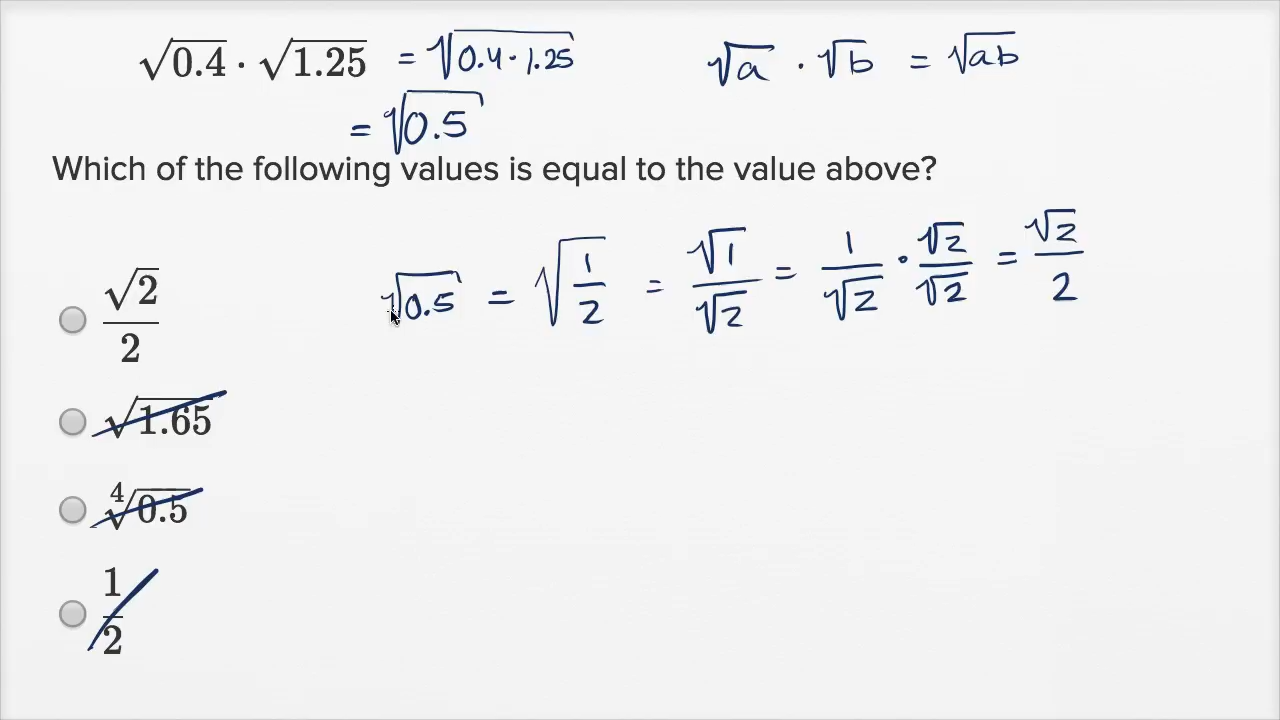 √0.4 · √1.25 = √0.4 · 1.25 √a · √b = √ab
= √0.5
Which of the following values is equal to the value above?
√0.5 = √(1/2) = √1/√2 = 1/√2 · √2/√2 = √2/2
√2/2
√1.65
⁴√0.5
1/2